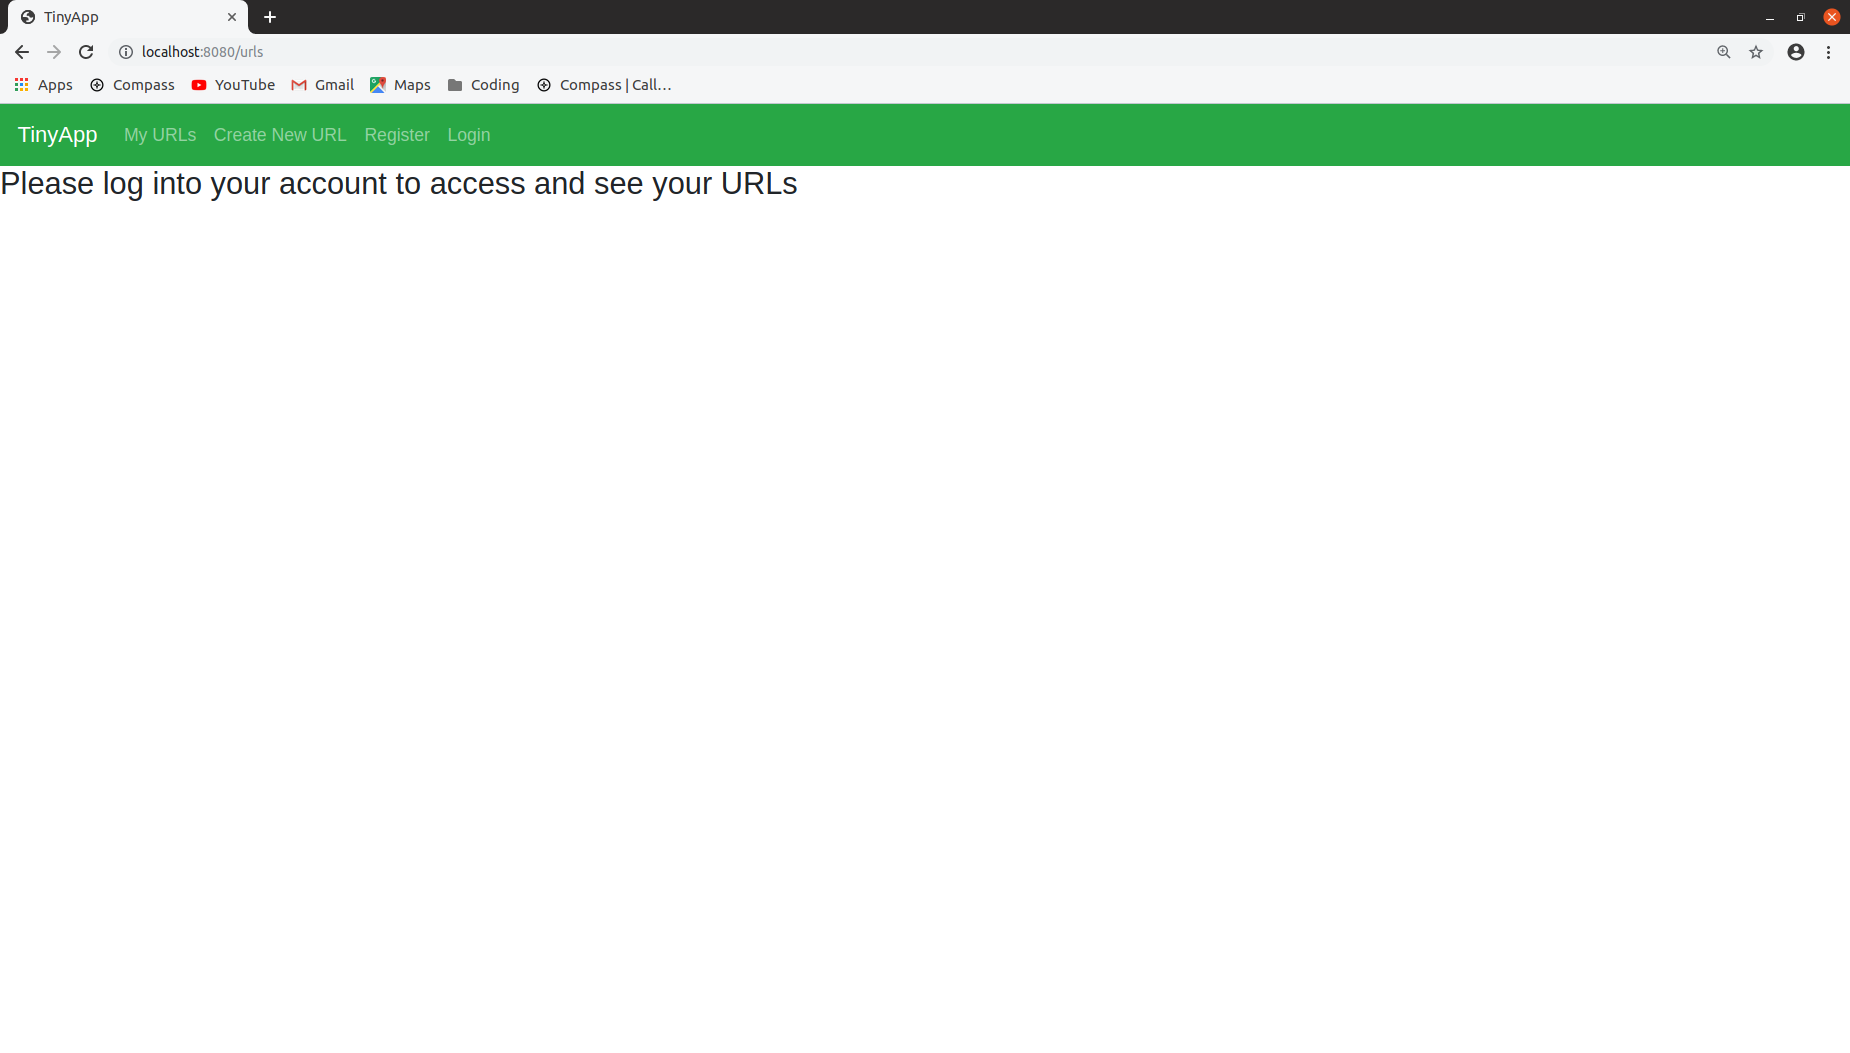 TinyApp
localhost:8080/urls
Apps Compass YouTube Gmail Maps Coding Compass | Call...
TinyApp My URLs Create New URL Register Login
Please log into your account to access and see your URLs